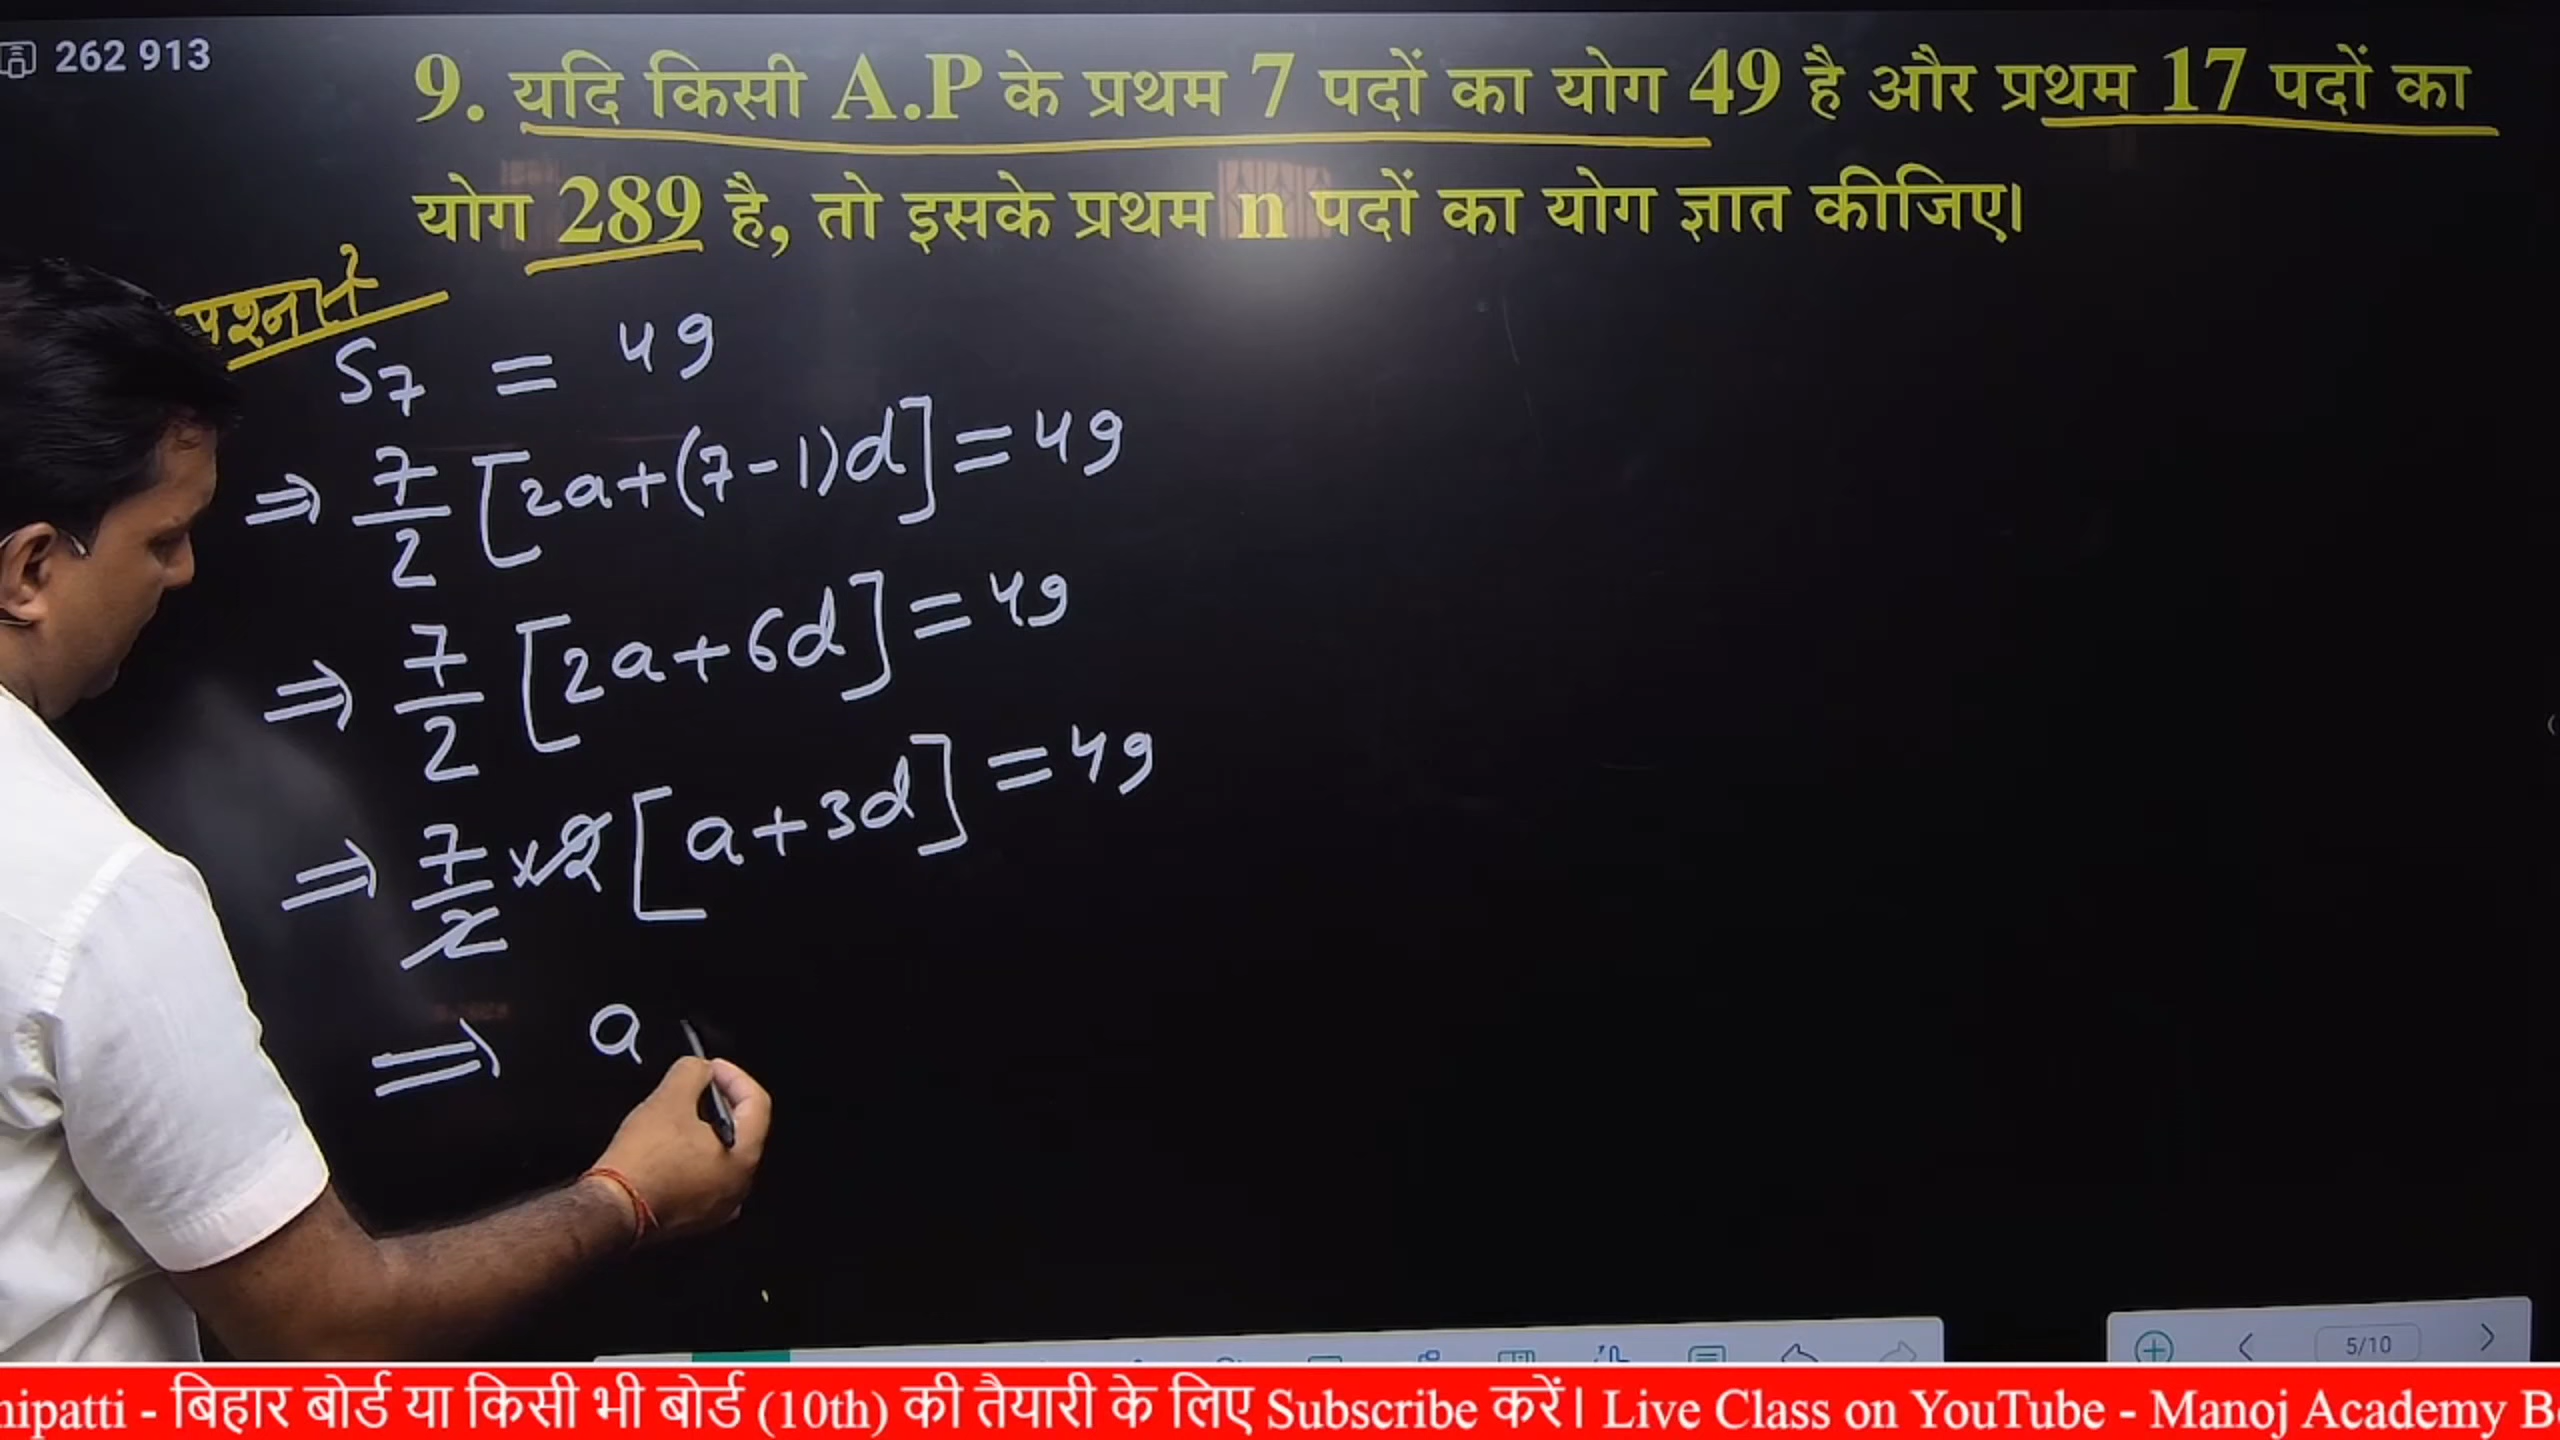 262 913
9. यदि किसी A.P के प्रथम 7 पदों का योग 49 है और प्रथम 17 पदों का
योग 289 है, तो इसके प्रथम n पदों का योग ज्ञात कीजिए।
प्रश्न से
S7 = 49
⇒ 7/2 [2a+(7-1)d] = 49
⇒ 7/2 [2a+6d] = 49
⇒ 7/2 ×2 [a+3d] = 49
⇒ a
5/10
nipatti - बिहार बोर्ड या किसी भी बोर्ड (10th) की तैयारी के लिए Subscribe करें। Live Class on YouTube - Manoj Academy Be